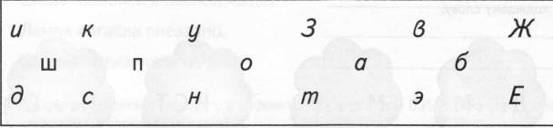 и к у З в Ж
ш п о а б
д с н т э Е